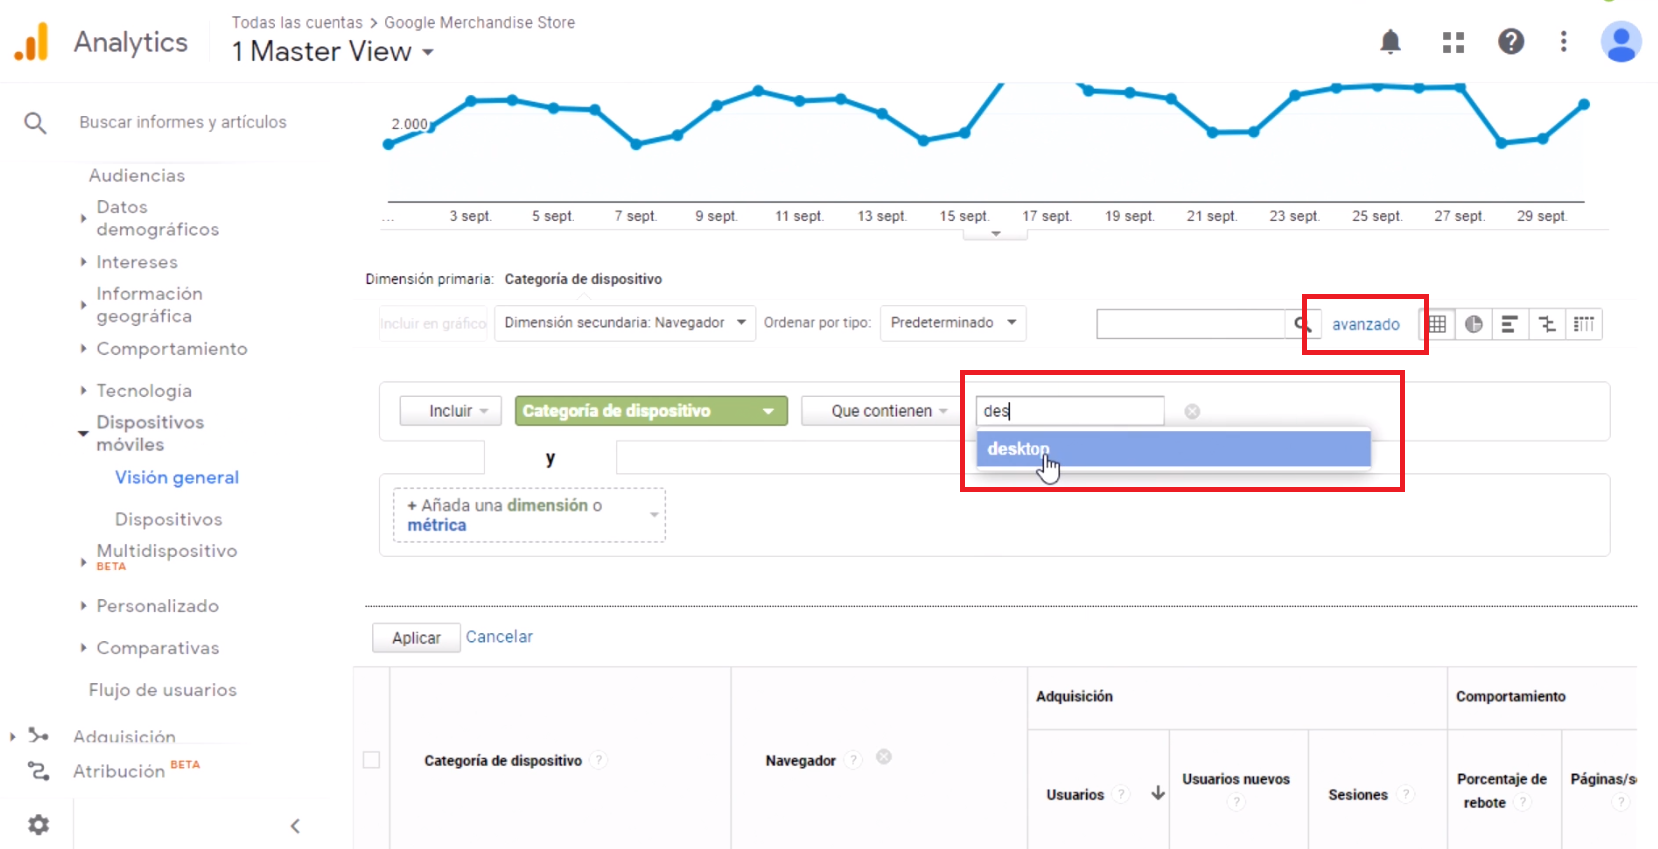 Todas las cuentas > Google Merchandise Store
Analytics
1 Master View
Buscar informes y artículos
Audiencias
Datos
demográficos
Intereses
Información
geográfica
Comportamiento
Tecnología
Dispositivos
móviles
Visión general
Dispositivos
Multidispositivo
BETA
Personalizado
Comparativas
Flujo de usuarios
Adquisición
Atribución BETA
2.000
... 3 sept. 5 sept. 7 sept. 9 sept. 11 sept. 13 sept. 15 sept. 17 sept. 19 sept. 21 sept. 23 sept. 25 sept. 27 sept. 29 sept.
Dimensión primaria: Categoría de dispositivo
Incluir en gráfico Dimensión secundaria: Navegador Ordenar por tipo: Predeterminado avanzado
Incluir Categoría de dispositivo Que contienen des
desktop
y
+ Añada una dimensión o
métrica
Aplicar Cancelar
Adquisición Comportamiento
Categoría de dispositivo ? Navegador ?
Usuarios ? Usuarios nuevos ? Sesiones ? Porcentaje de rebote ? Páginas/s ?